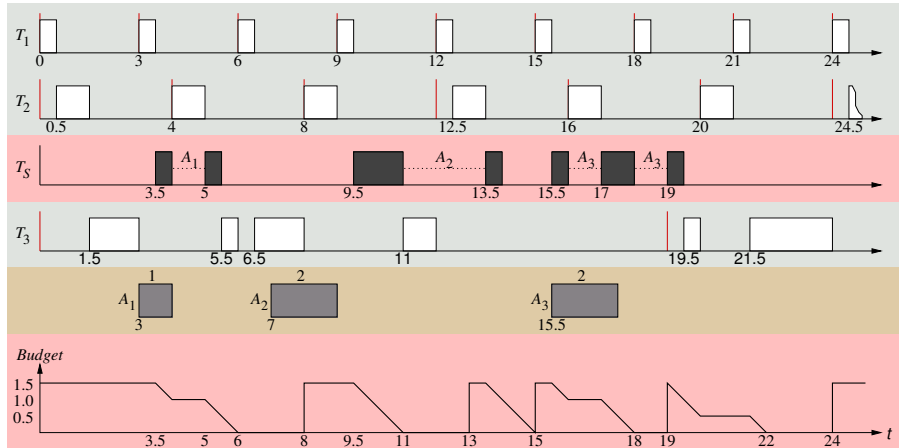 T1
0 3 6 9 12 15 18 21 24
T2
0.5 4 8 12.5 16 20 24.5
TS A1 A2 A3 A3
3.5 5 9.5 13.5 15.5 17 19
T3
1.5 5.5 6.5 11 19.5 21.5
1 2 2
A1 A2 A3
3 7 15.5
Budget
1.5
1.0
0.5
3.5 5 6 8 9.5 11 13 15 18 19 22 24 t